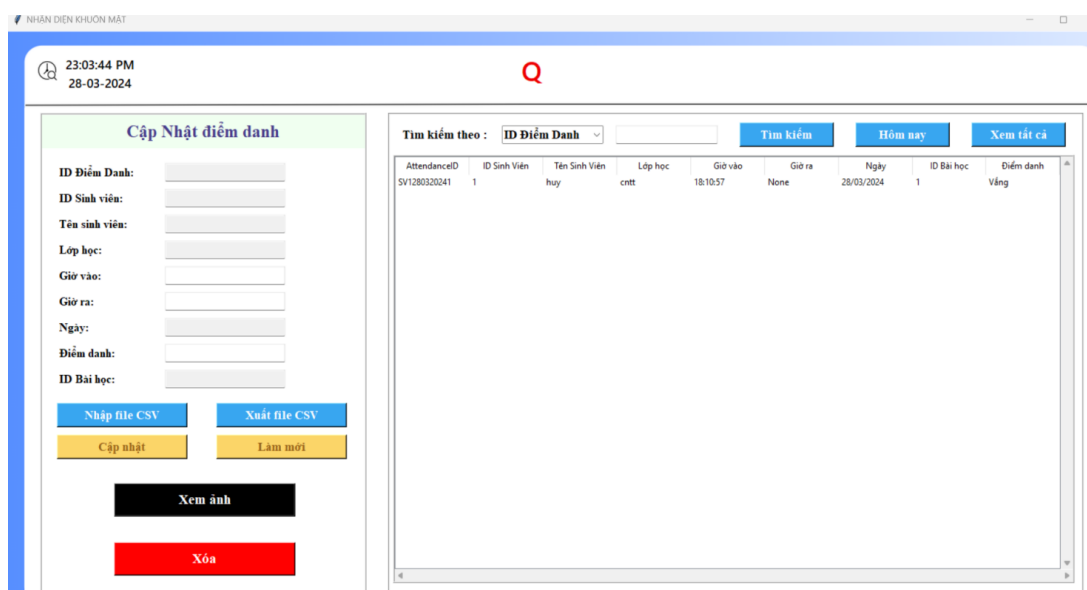 NHẬN DIỆN KHUÔN MẶT
23:03:44 PM
28-03-2024
Q
Cập Nhật điểm danh
ID Điểm Danh:
ID Sinh viên:
Tên sinh viên:
Lớp học:
Giờ vào:
Giờ ra:
Ngày:
Điểm danh:
ID Bài học:
Nhập file CSV Xuất file CSV
Cập nhật Làm mới
Xem ảnh
Xóa
Tìm kiếm theo : ID Điểm Danh Tìm kiếm Hôm nay Xem tất cả
AttendanceID ID Sinh Viên Tên Sinh Viên Lớp học Giờ vào Giờ ra Ngày ID Bài học Điểm danh
SV1280320241 1 huy cntt 18:10:57 None 28/03/2024 1 Vắng